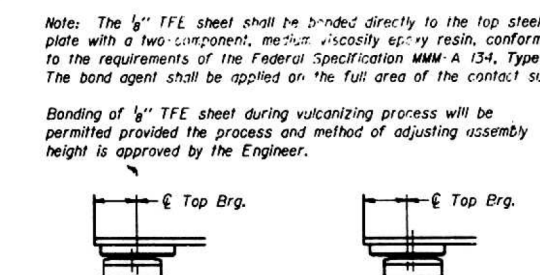 Note: The 1/8" TFE sheet shall be bonded directly to the top steel
plate with a two-component, medium viscosity epoxy resin, conform
to the requirements of the Federal Specification MMM-A 134, Type
The bond agent shall be applied on the full area of the contact su
Bonding of 1/8" TFE sheet during vulcanizing process will be
permitted provided the process and method of adjusting assembly
height is approved by the Engineer.
℄ Top Brg.
℄ Top Brg.